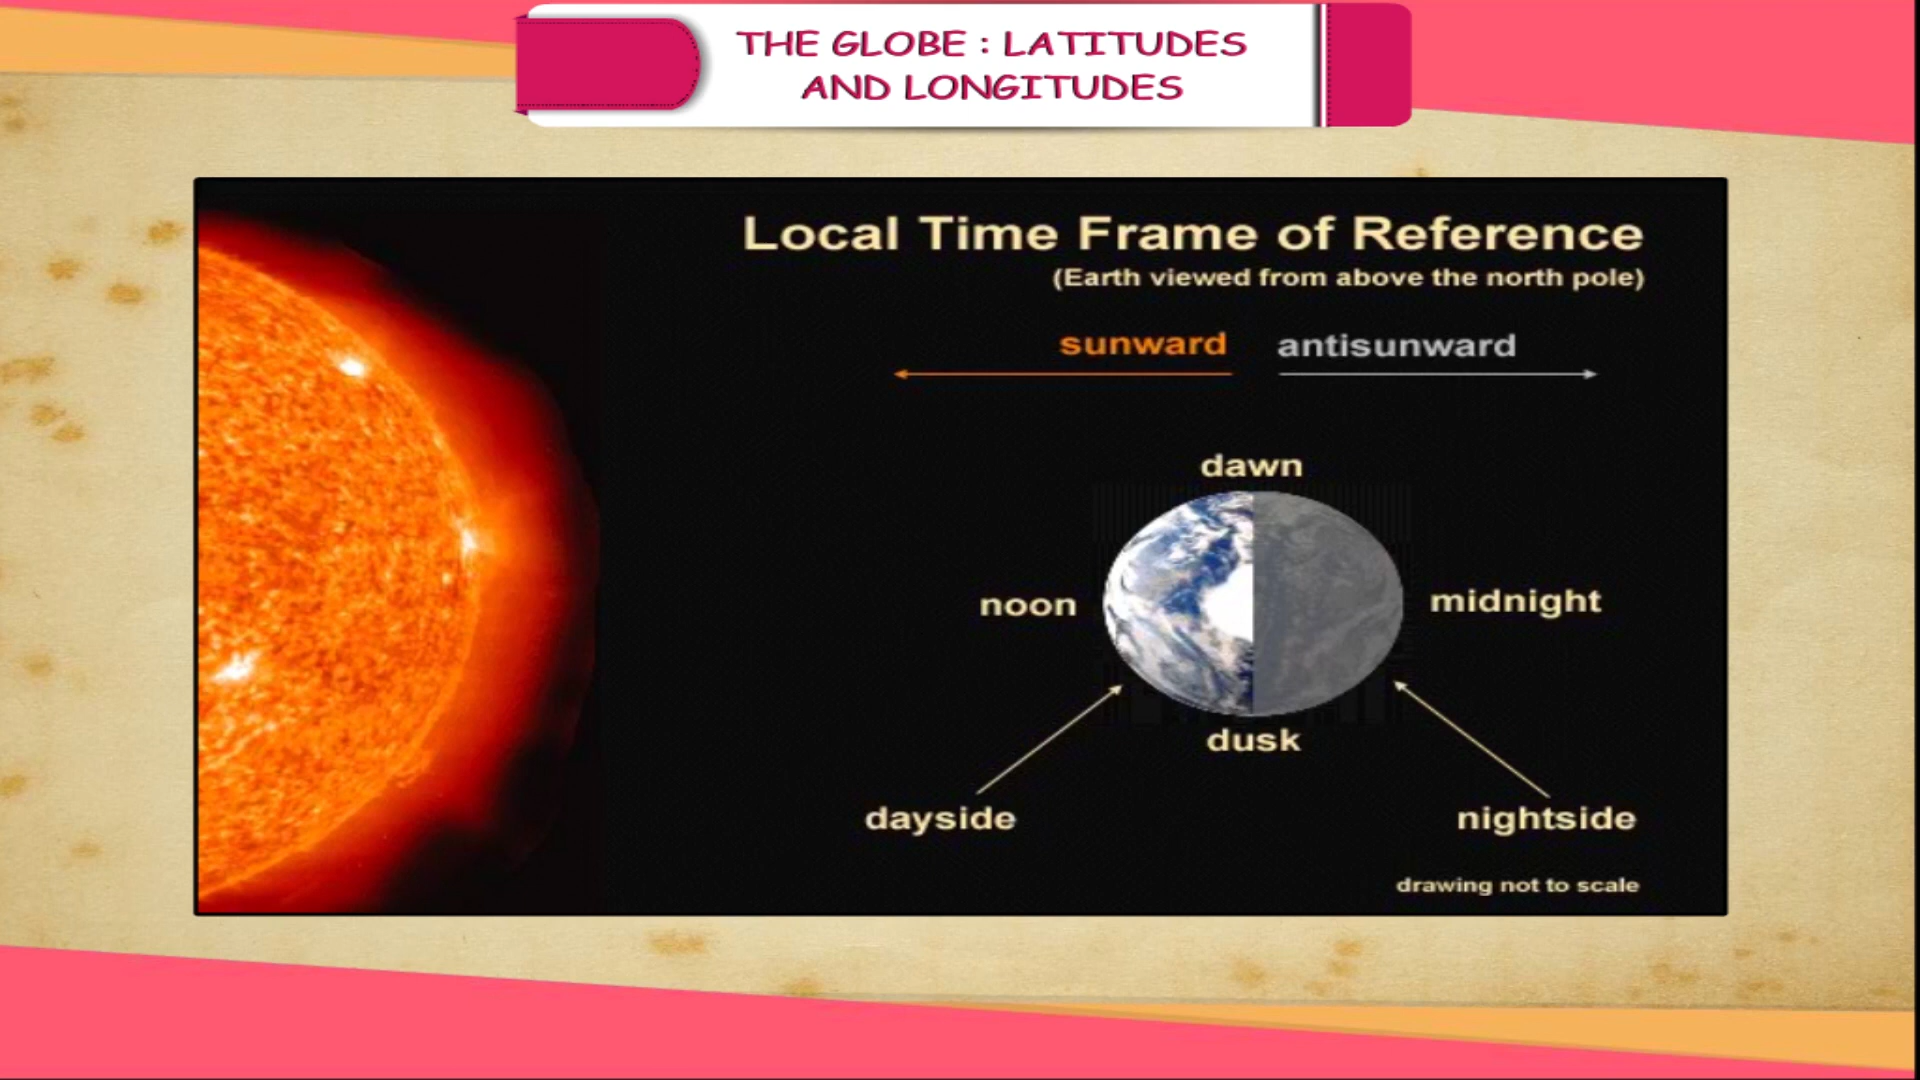 THE GLOBE : LATITUDES
AND LONGITUDES
Local Time Frame of Reference
(Earth viewed from above the north pole)
sunward
antisunward
dawn
noon
midnight
dusk
dayside
nightside
drawing not to scale